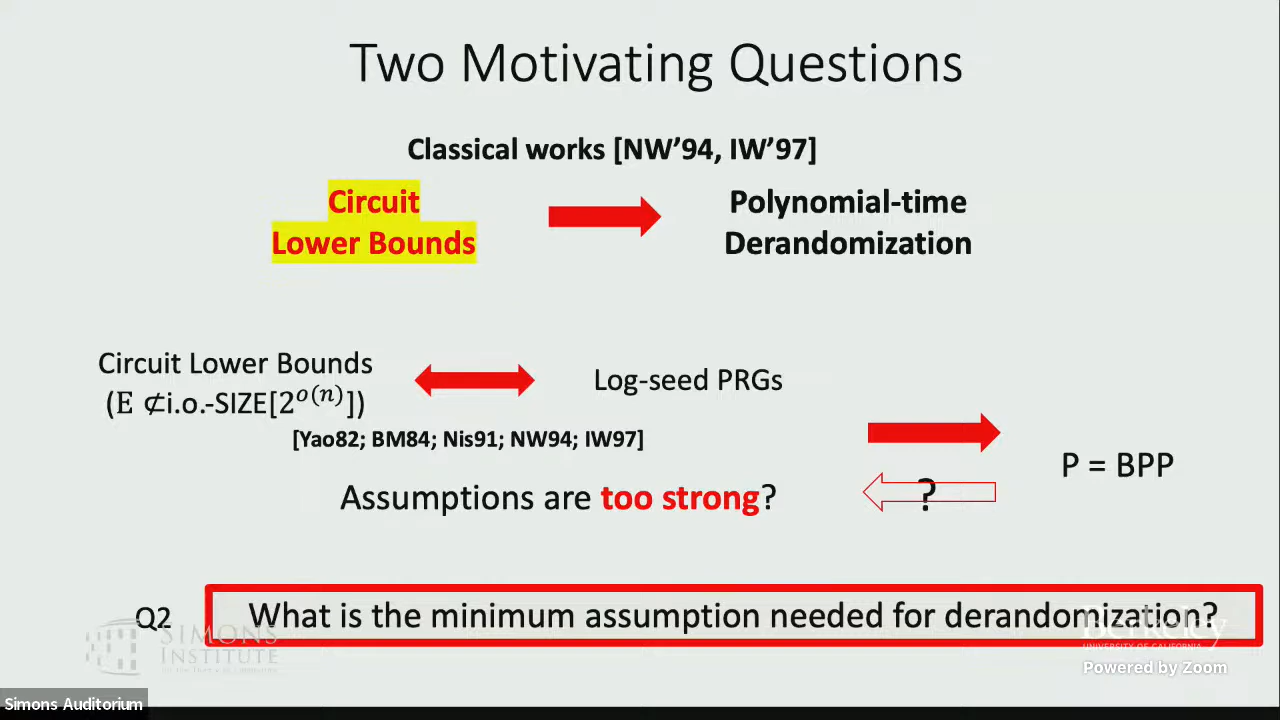 Two Motivating Questions
Classical works [NW’94, IW’97]
Circuit
Lower Bounds
Polynomial-time
Derandomization
Circuit Lower Bounds
(E ⊄i.o.-SIZE[2^{o(n)}])
Log-seed PRGs
[Yao82; BM84; Nis91; NW94; IW97]
P = BPP
Assumptions are too strong?
?
Q2
What is the minimum assumption needed for derandomization?
SIMONS
INSTITUTE
Berkeley
UNIVERSITY OF CALIFORNIA
Powered by Zoom
Simons Auditorium